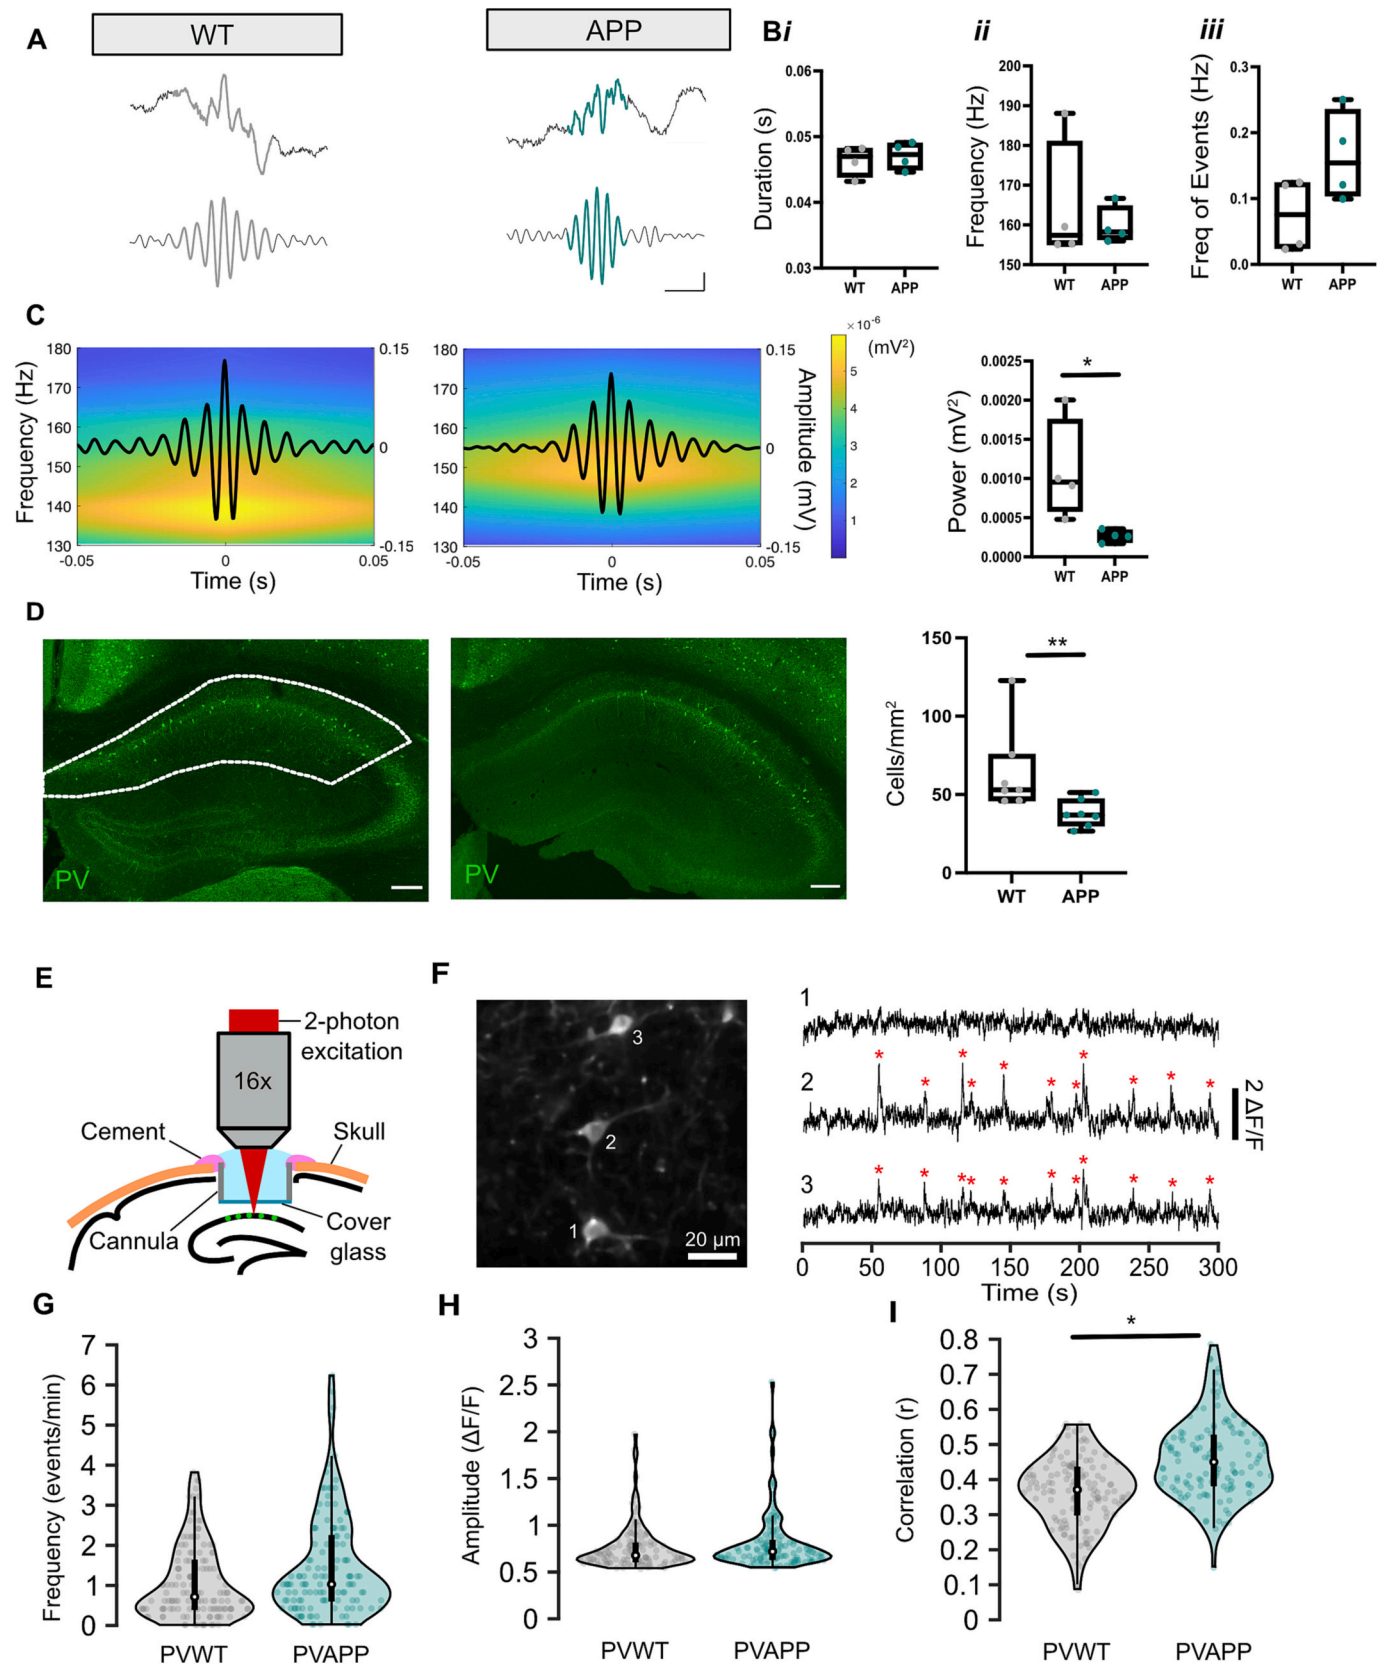 A
WT
APP
Bi
ii
iii
Duration (s)
0.06
0.05
0.04
0.03
WT
APP
Frequency (Hz)
200
190
180
170
160
150
WT
APP
Freq of Events (Hz)
0.3
0.2
0.1
0.0
WT
APP
C
Frequency (Hz)
180
170
160
150
140
130
0.15
0
-0.15
-0.05
0
0.05
Time (s)
180
170
160
150
140
130
0.15
0
-0.15
-0.05
0
0.05
Time (s)
Amplitude (mV)
×10⁻⁶
(mV²)
5
4
3
2
1
Power (mV²)
0.0025
0.0020
0.0015
0.0010
0.0005
0.0000
*
WT
APP
D
PV
PV
Cells/mm²
150
100
50
0
**
WT
APP
E
2-photon
excitation
16x
Cement
Skull
Cannula
Cover
glass
F
3
2
1
20 µm
1
2
* * * * * * * * * * *
3
* * * * * * * * * * *
2 ΔF/F
0 50 100 150 200 250 300
Time (s)
G
Frequency (events/min)
7
6
5
4
3
2
1
0
PVWT
PVAPP
H
Amplitude (ΔF/F)
3
2.5
2
1.5
1
0.5
0
PVWT
PVAPP
I
Correlation (r)
0.8
0.7
0.6
0.5
0.4
0.3
0.2
0.1
0
*
PVWT
PVAPP